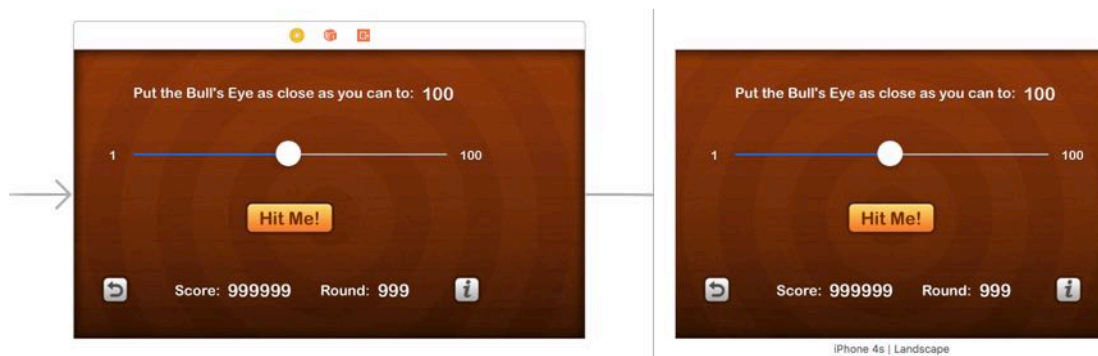 Put the Bull's Eye as close as you can to: 100
1 100
Hit Me!
Score: 999999 Round: 999
Put the Bull's Eye as close as you can to: 100
1 100
Hit Me!
Score: 999999 Round: 999
iPhone 4s | Landscape